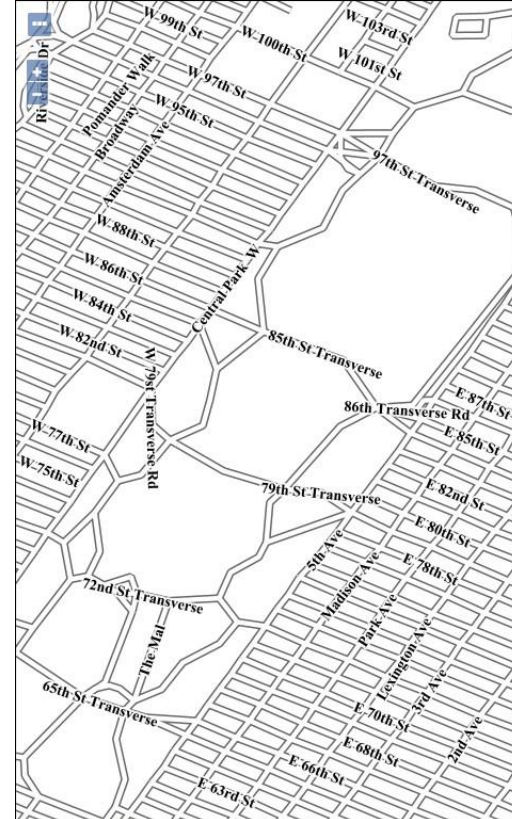 W 99th St
W 103rd St
W 100th St
W 101st St
Riverside Dr
Pomander Walk
W 97th St
Broadway
W 95th St
Amsterdam Ave
97th St Transverse
W 88th St
W 86th St
Central Park W
W 84th St
W 82nd St
85th St Transverse
W 79st Transverse Rd
86th Transverse Rd
E 87th St
E 85th St
W 77th St
W 75th St
79th St Transverse
E 82nd St
E 80th St
5th Ave
E 78th St
Madison Ave
72nd St Transverse
Park Ave
The Mal
Lexington Ave
65th St Transverse
3rd Ave
E 70th St
2nd Ave
E 68th St
E 66th St
E 63rd St